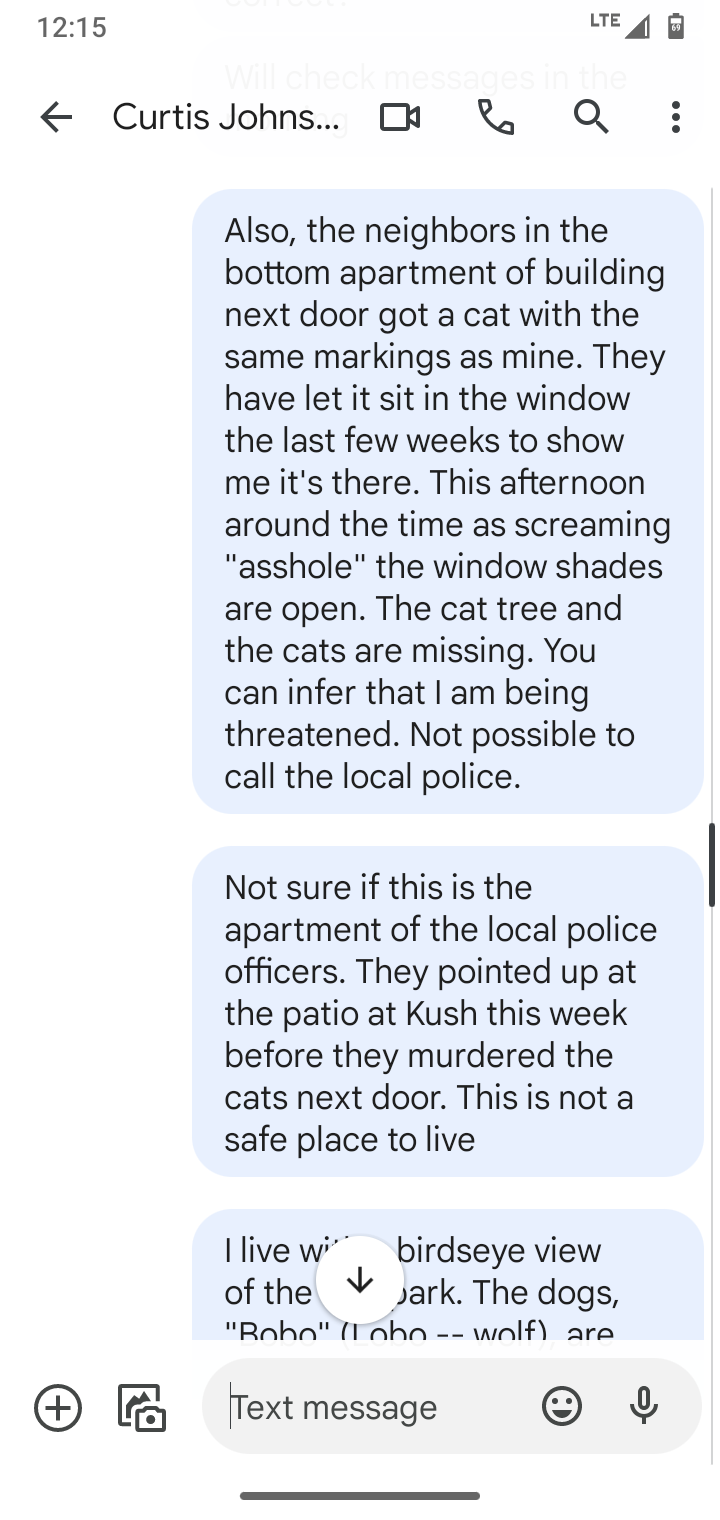 12:15
LTE
69
Will check messages in the
Curtis Johns...
Also, the neighbors in the
bottom apartment of building
next door got a cat with the
same markings as mine. They
have let it sit in the window
the last few weeks to show
me it's there. This afternoon
around the time as screaming
"asshole" the window shades
are open. The cat tree and
the cats are missing. You
can infer that I am being
threatened. Not possible to
call the local police.
Not sure if this is the
apartment of the local police
officers. They pointed up at
the patio at Kush this week
before they murdered the
cats next door. This is not a
safe place to live
I live birdseye view
of the park. The dogs,
"Bobo" (Lobo -- wolf), are
Text message